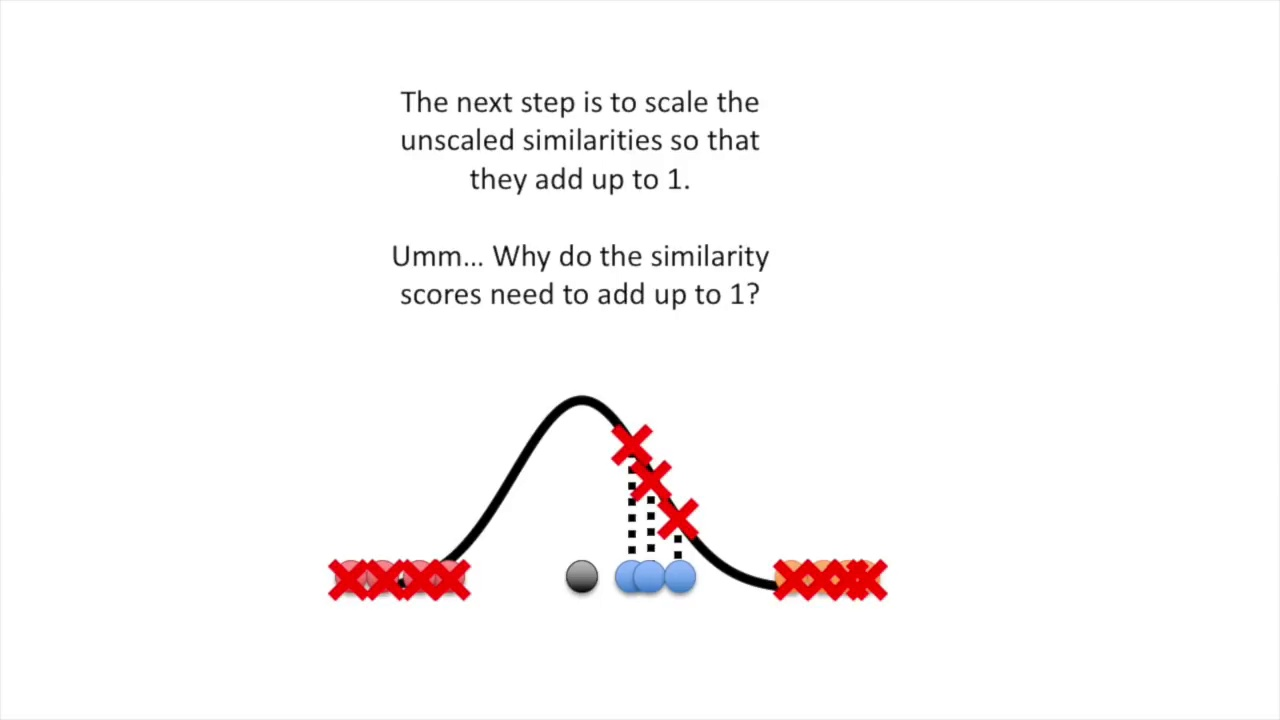 The next step is to scale the
unscaled similarities so that
they add up to 1.
Umm... Why do the similarity
scores need to add up to 1?